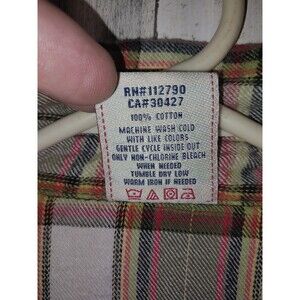 RN#112790
CA#30427
100% COTTON
MACHINE WASH COLD
WITH LIKE COLORS
GENTLE CYCLE INSIDE OUT
ONLY NON-CHLORINE BLEACH
WHEN NEEDED
TUMBLE DRY LOW
WARM IRON IF NEEDED